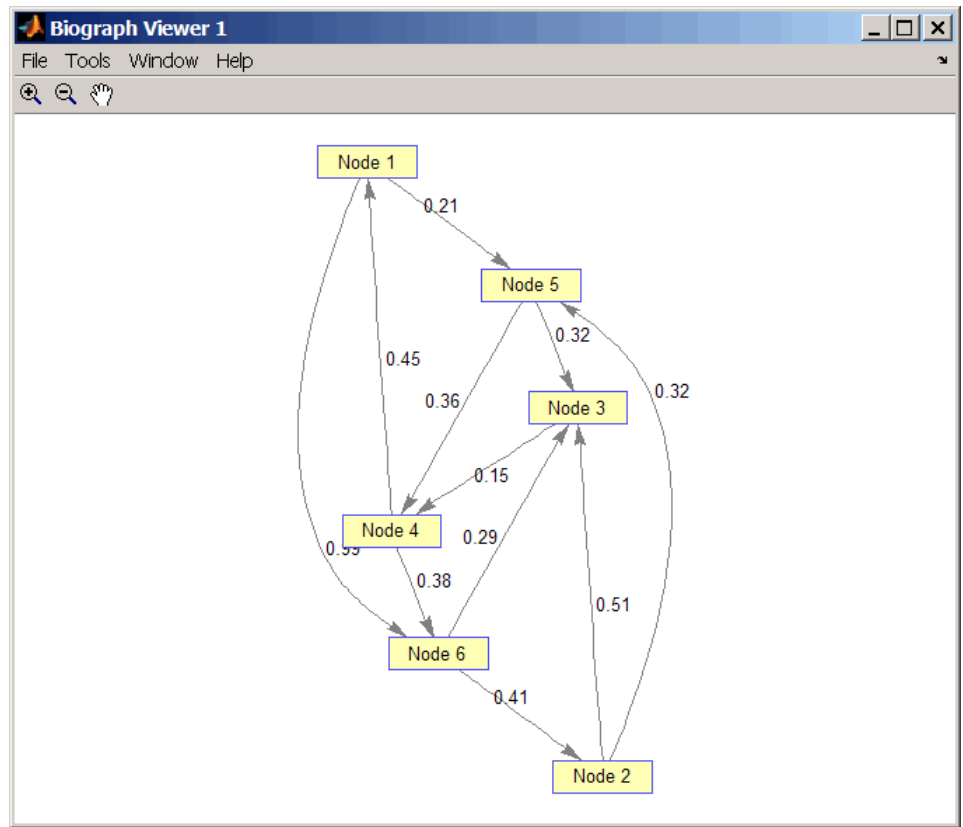 Biograph Viewer 1
File Tools Window Help
Node 1
0.21
Node 5
0.32
0.45
0.36
0.32
Node 3
0.15
Node 4
0.29
0.99
0.38
0.51
Node 6
0.41
Node 2